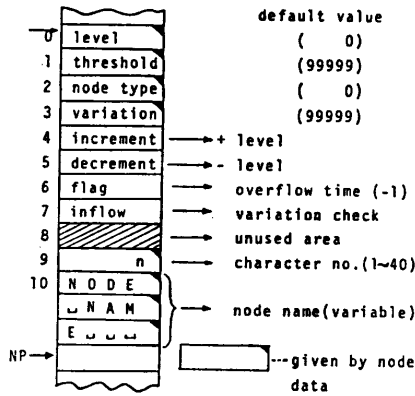 default value
0 level ( 0)
1 threshold (99999)
2 node type ( 0)
3 variation (99999)
4 increment + level
5 decrement - level
6 flag overflow time (-1)
7 inflow variation check
8 unused area
9 n character no.(1~40)
10 N O D E
␣ N A M node name(variable)
E ␣ ␣ ␣
NP ---given by node
data